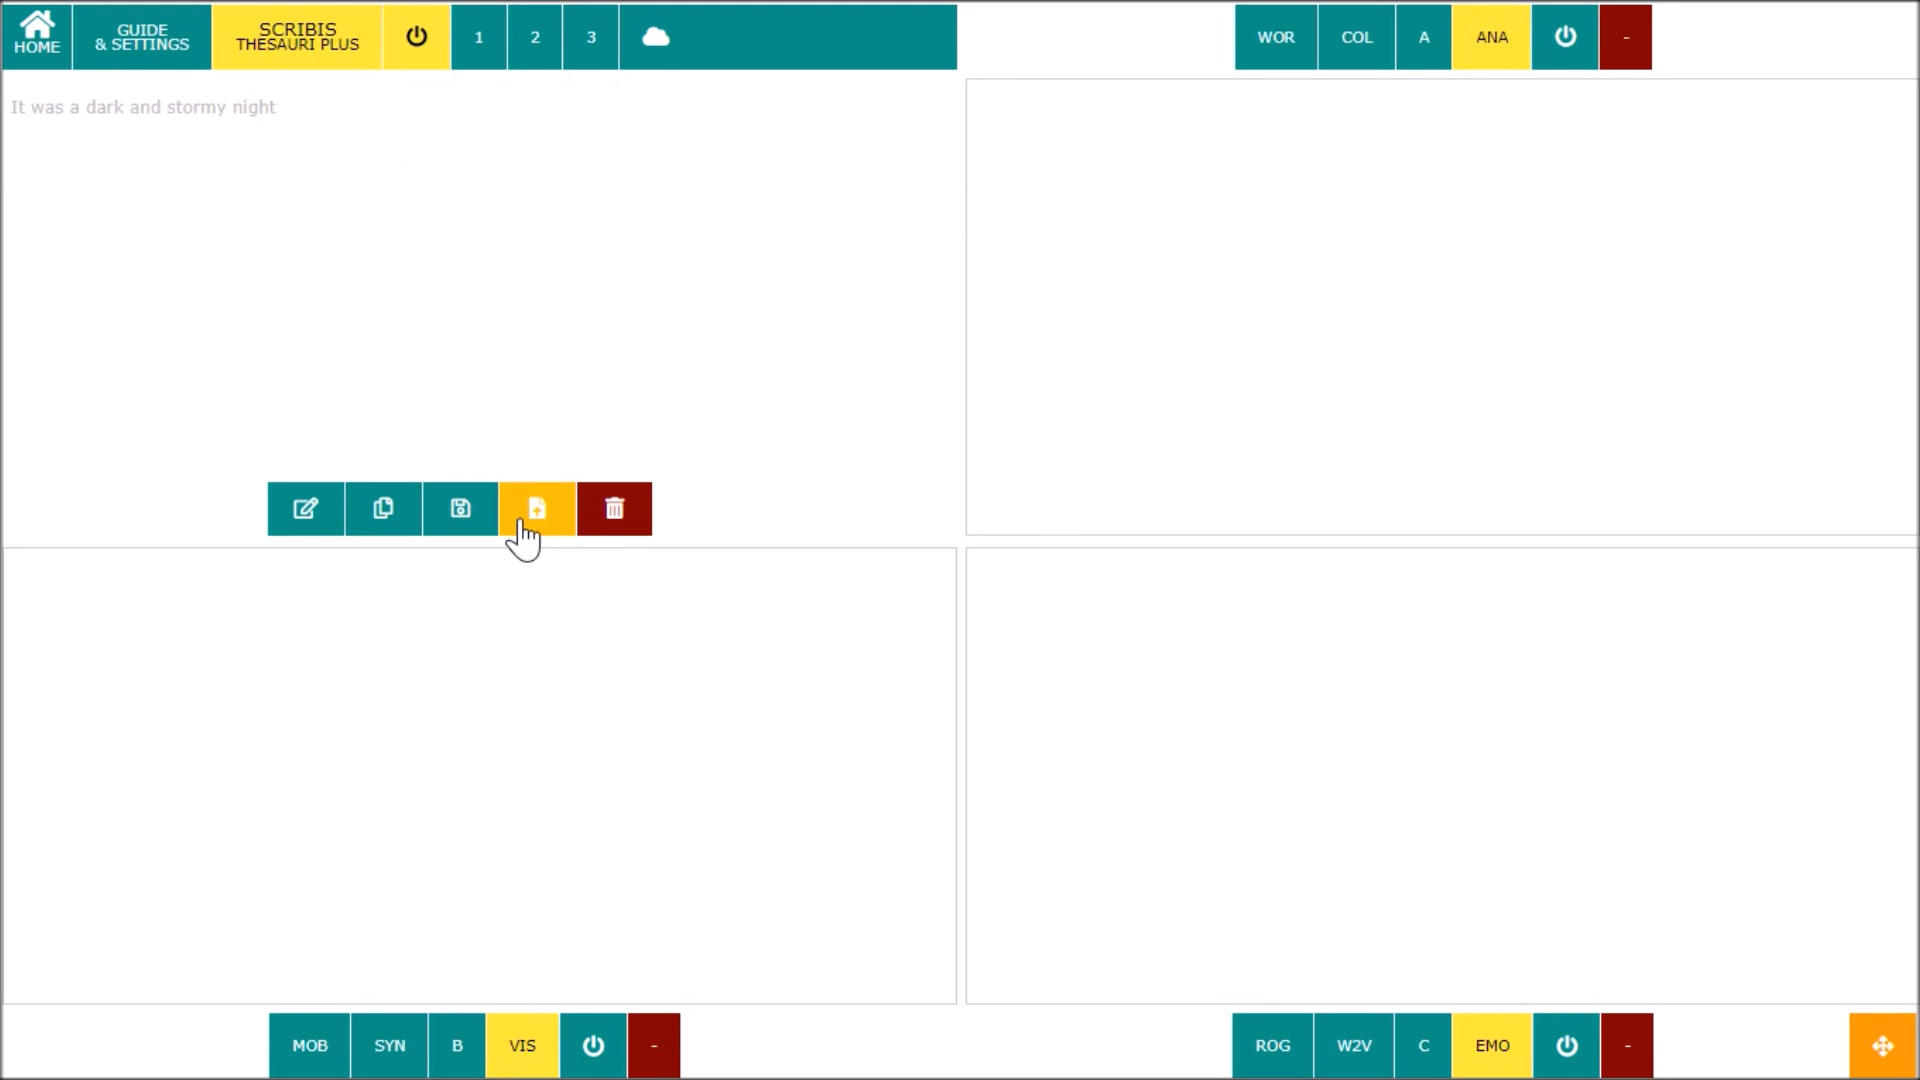 HOME
GUIDE
& SETTINGS
SCRIBIS
THESAURI PLUS
1
2
3
WOR
COL
A
ANA
-
It was a dark and stormy night
MOB
SYN
B
VIS
-
ROG
W2V
C
EMO
-